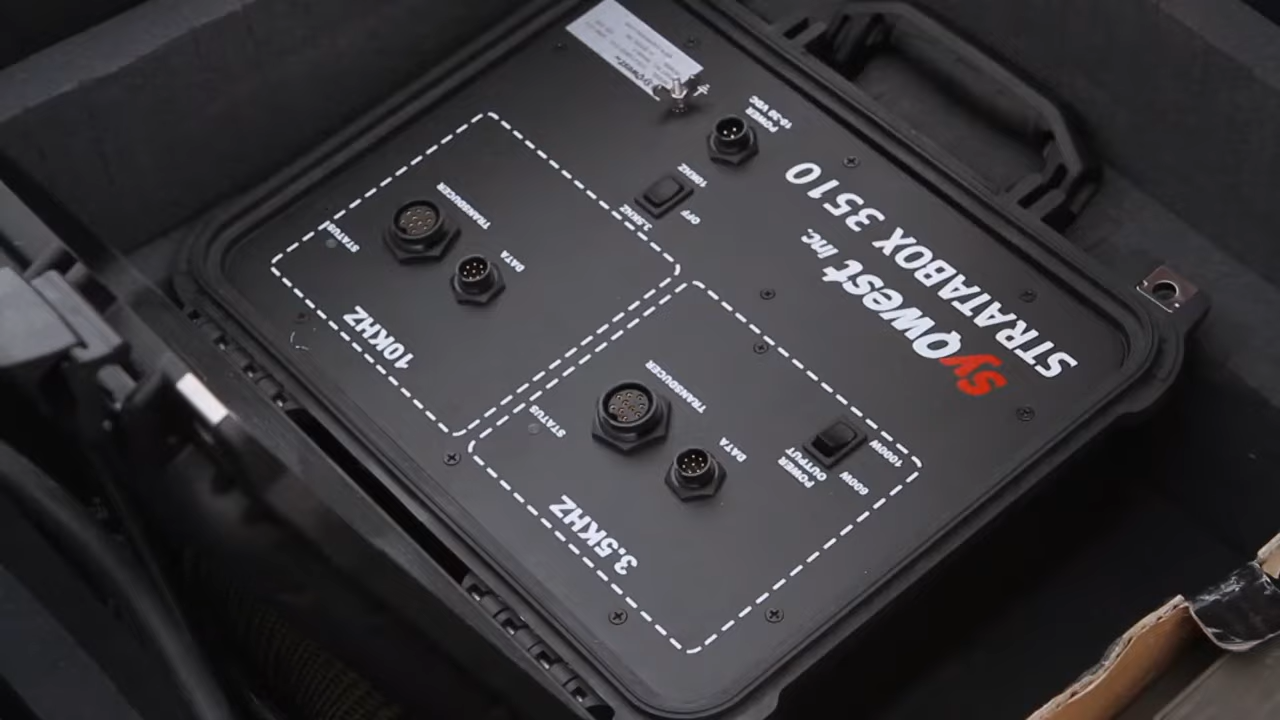 SyQwest Inc.
STRATABOX 3510
POWER
10-30 VDC
OFF
3.5KHZ
10KHZ
10KHZ
STATUS
TRANSDUCER
DATA
3.5KHZ
STATUS
TRANSDUCER
DATA
POWER
OUTPUT
600W
1000W